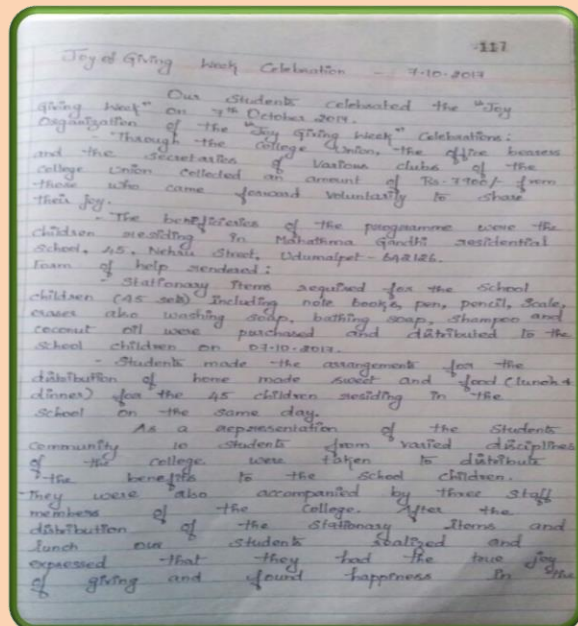 117
Joy of Giving Week Celebration - 7-10-2017
Our Students celebrated the "Joy
Giving Week" on 7th October 2017.
Organization of the "Joy Giving Week" Celebrations:
- Through the College Union, the office bearers
and the secretaries of various clubs of the
college union collected an amount of Rs. 7900/- from
those who came forward voluntarily to share
their joy.
- The beneficieries of the programme were the
children residing in Mahathma Gandhi residential
School, 45, Nehru Street, Udumalpet - 642126.
Form of help rendered:
- Stationary Items required for the School
children (45 sets) Including note books, pen, pencil, Scale,
eraser also washing soap, bathing soap, shampoo and
coconut oil were purchased and distributed to the
School children on 07-10-2017.
- Students made the arrangements for the
distribution of home made sweet and food (lunch &
dinner) for the 45 children residing in the
School on the same day.
As a representation of the Students
community 10 students from varied disciplines
of the college were taken to distribute
the benefits to the School children.
They were also accompanied by three staff
members of the College. After the
distribution of the Stationary Items and
lunch our students realized and
expressed that they had the true joy
of giving and found happiness in the